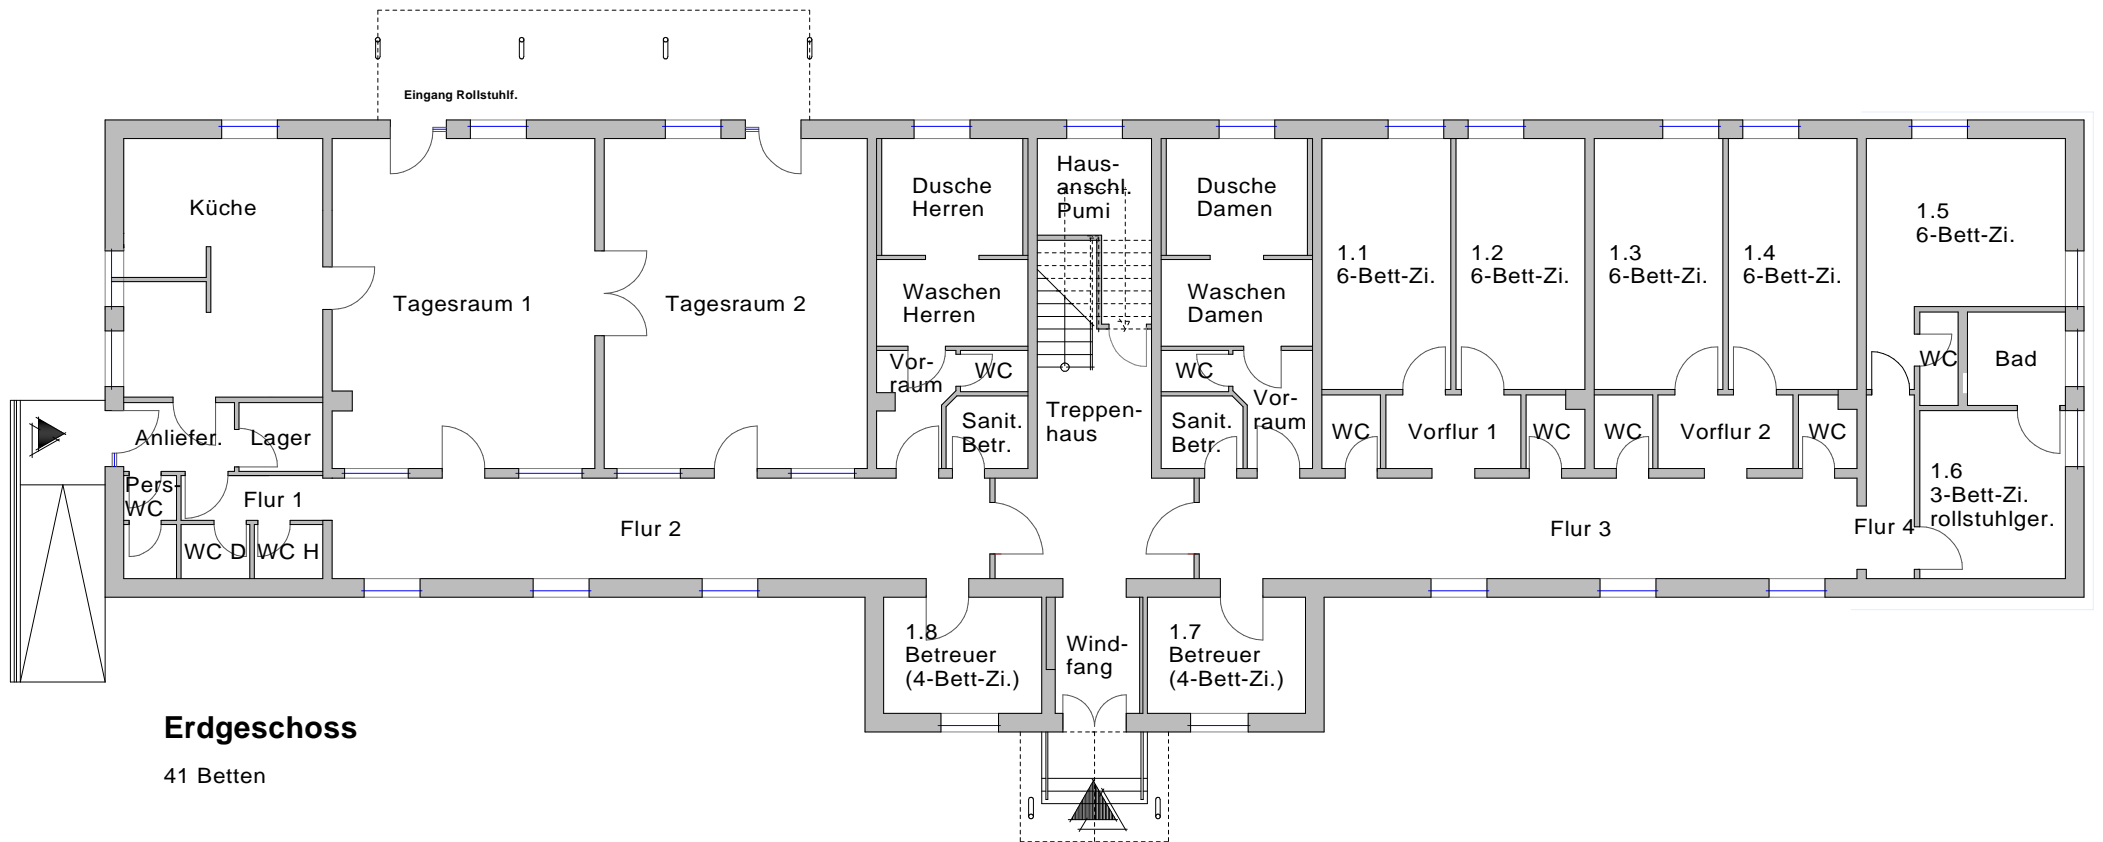 Eingang Rollstuhlf.
Küche
Tagesraum 1
Tagesraum 2
Dusche
Herren
Waschen
Herren
Vor-
raum
WC
Sanit.
Betr.
Haus-
anschl.
Pumi
Treppen-
haus
Dusche
Damen
Waschen
Damen
WC
Sanit.
Betr.
Vor-
raum
1.1
6-Bett-Zi.
1.2
6-Bett-Zi.
1.3
6-Bett-Zi.
1.4
6-Bett-Zi.
1.5
6-Bett-Zi.
WC
Bad
WC
Vorflur 1
WC
WC
Vorflur 2
WC
1.6
3-Bett-Zi.
rollstuhlger.
Anliefer.
Lager
Pers-
WC
Flur 1
WC D
WC H
Flur 2
Flur 3
Flur 4
1.8
Betreuer
(4-Bett-Zi.)
Wind-
fang
1.7
Betreuer
(4-Bett-Zi.)
Erdgeschoss
41 Betten